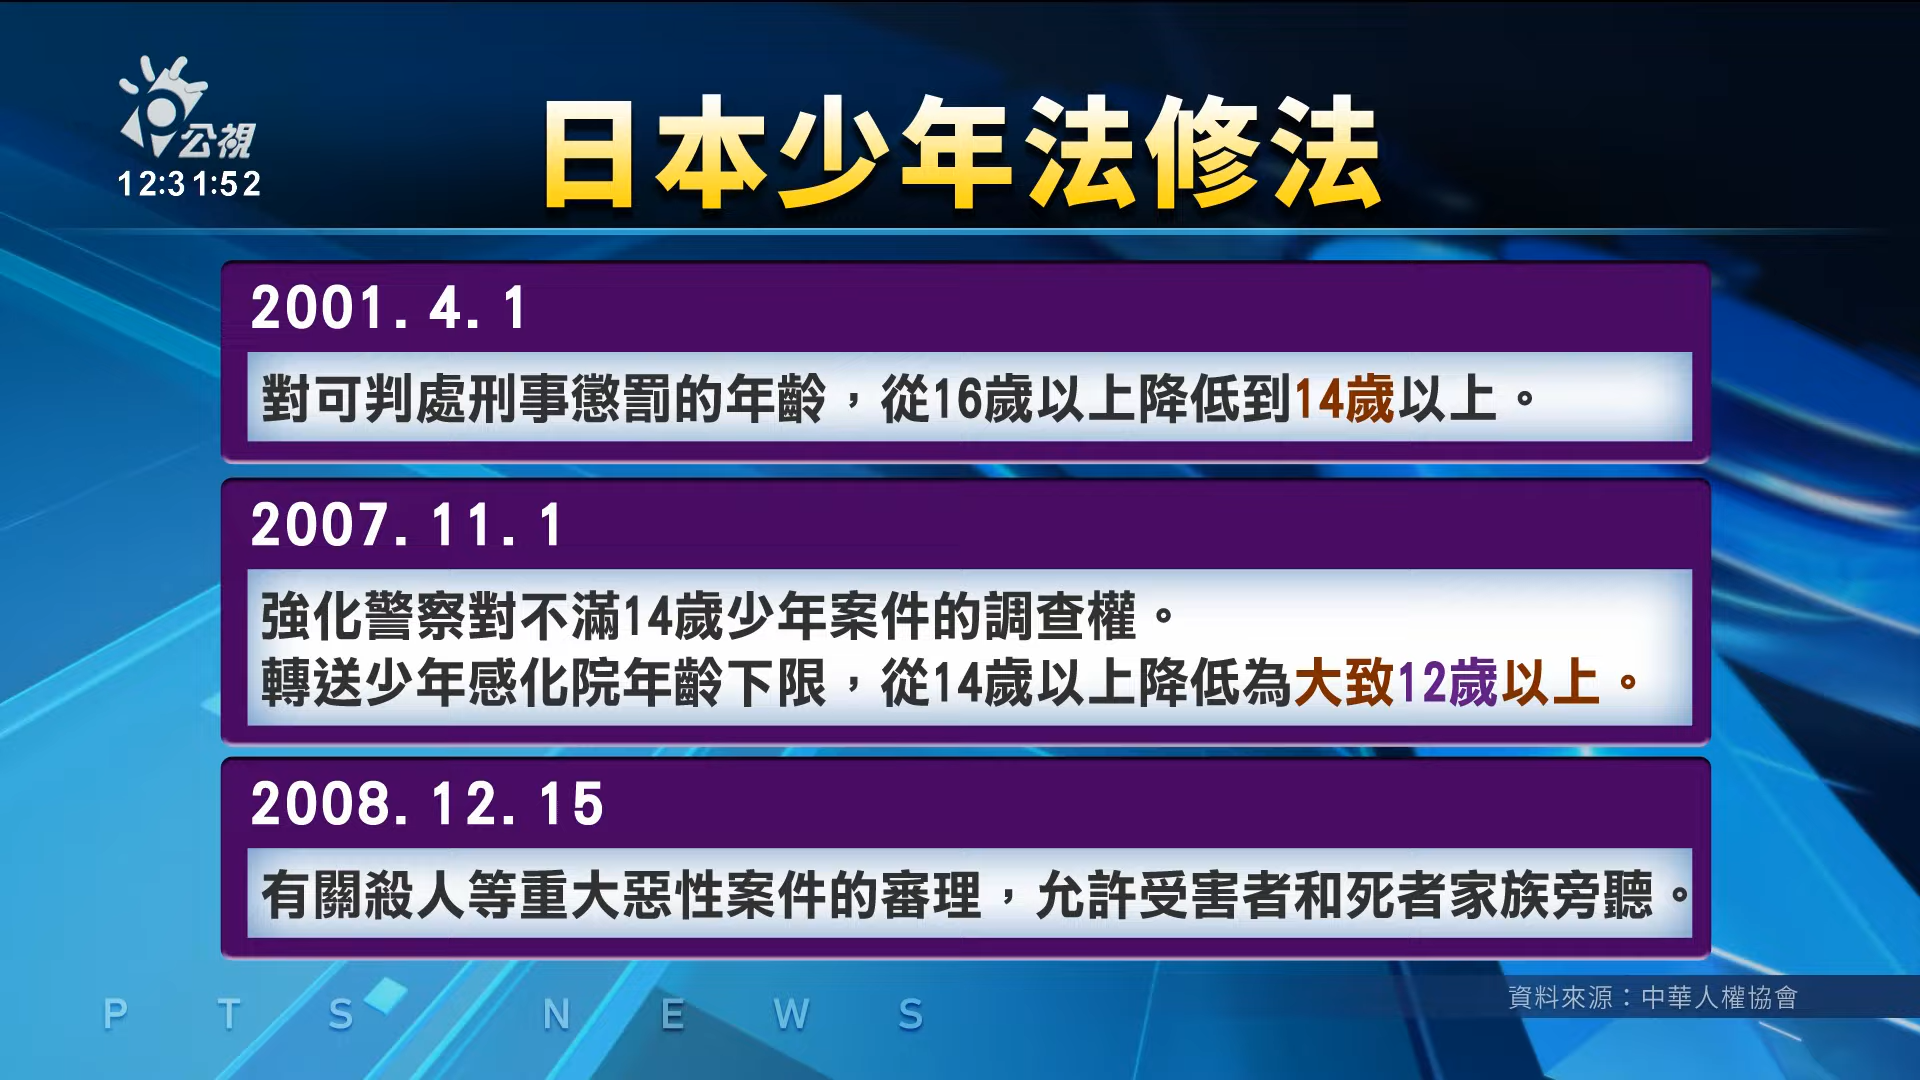 公視
12:31:52
日本少年法修法
2001.4.1
對可判處刑事懲罰的年齡，從16歲以上降低到14歲以上。
2007.11.1
強化警察對不滿14歲少年案件的調查權。
轉送少年感化院年齡下限，從14歲以上降低為大致12歲以上。
2008.12.15
有關殺人等重大惡性案件的審理，允許受害者和死者家族旁聽。
資料來源：中華人權協會
PTS NEWS